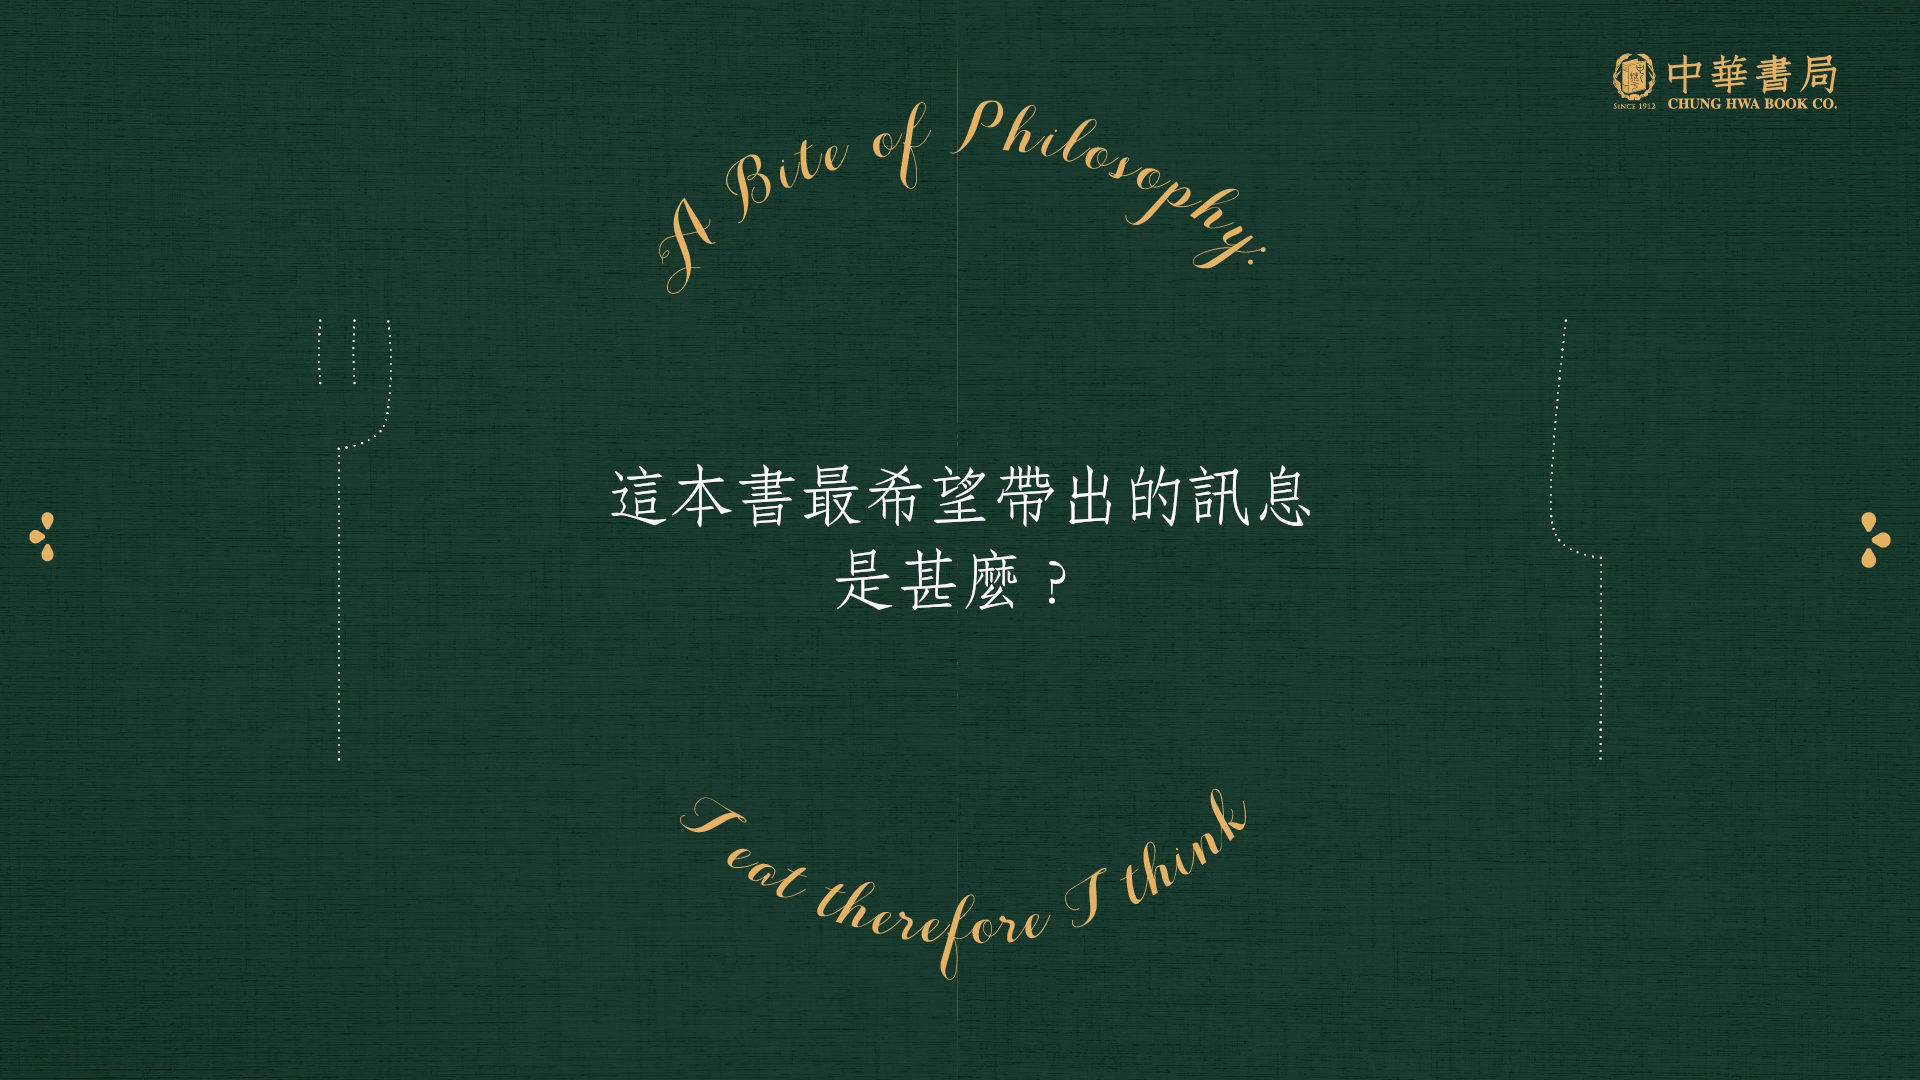 中華書局
SINCE 1912 CHUNG HWA BOOK CO.
A Bite of Philosophy:
這本書最希望帶出的訊息
是甚麼？
I eat therefore I think